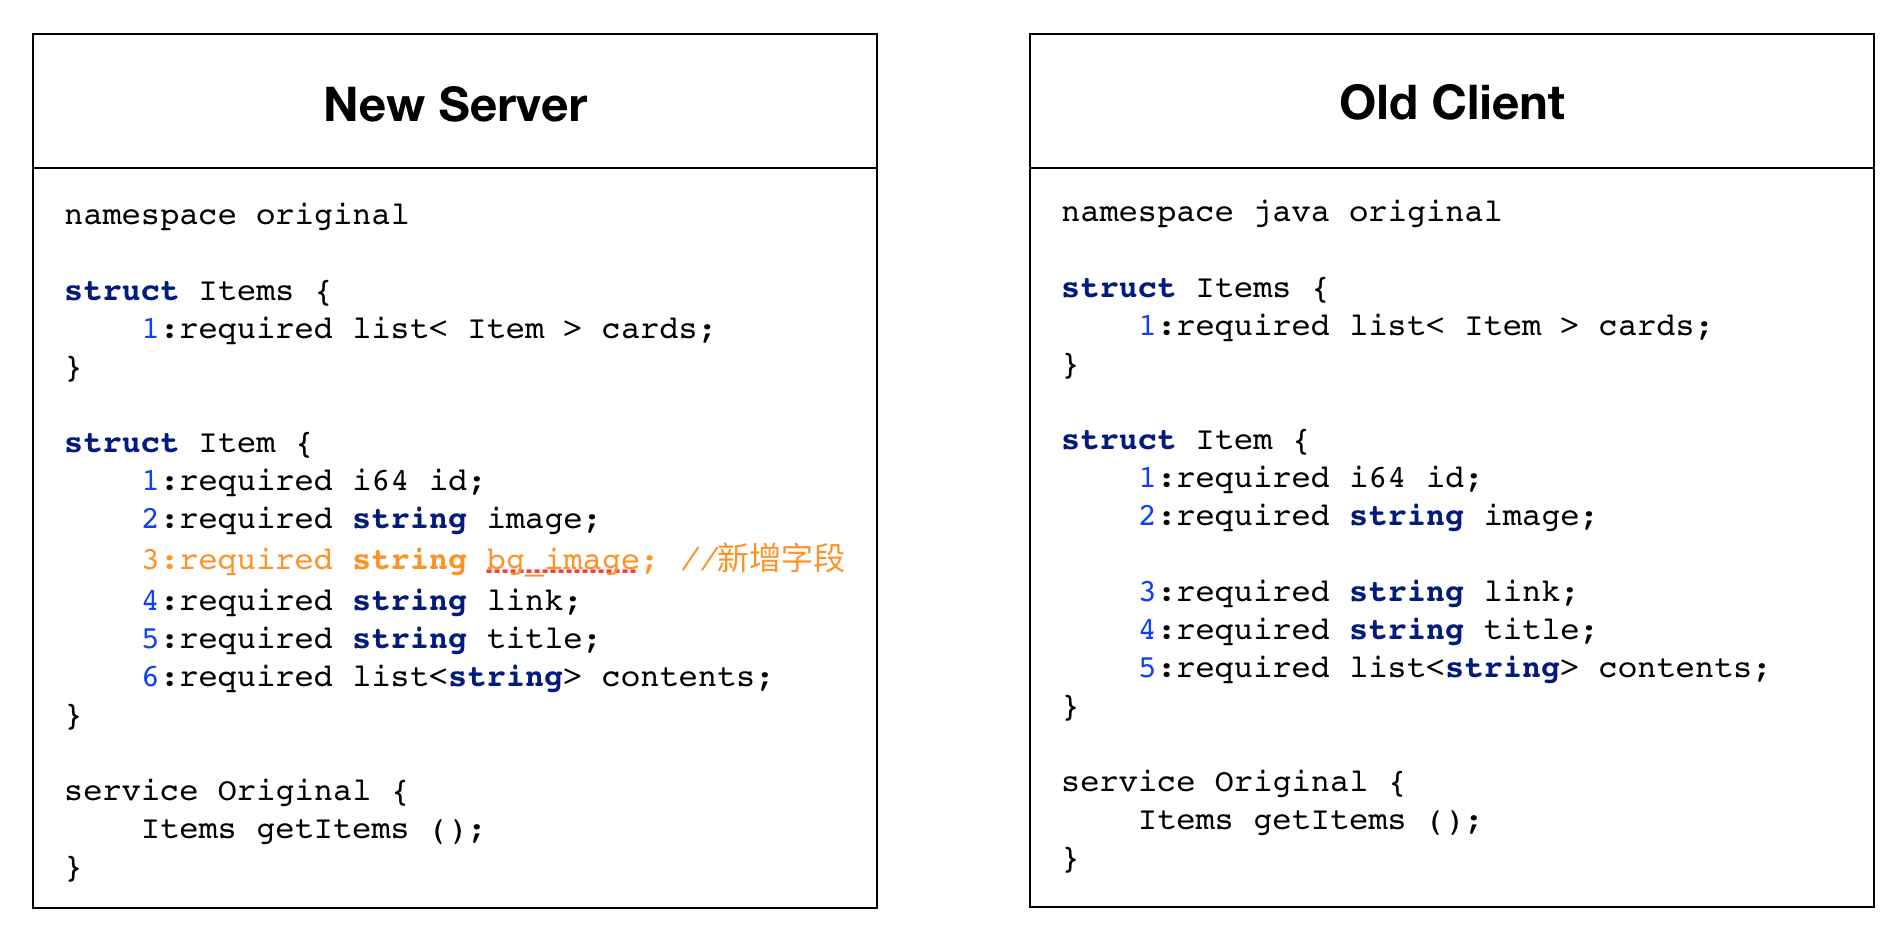 New Server
namespace original
struct Items {
1:required list< Item > cards;
}
struct Item {
1:required i64 id;
2:required string image;
3:required string bg_image; //新增字段
4:required string link;
5:required string title;
6:required list<string> contents;
}
service Original {
Items getItems ();
}
Old Client
namespace java original
struct Items {
1:required list< Item > cards;
}
struct Item {
1:required i64 id;
2:required string image;
3:required string link;
4:required string title;
5:required list<string> contents;
}
service Original {
Items getItems ();
}